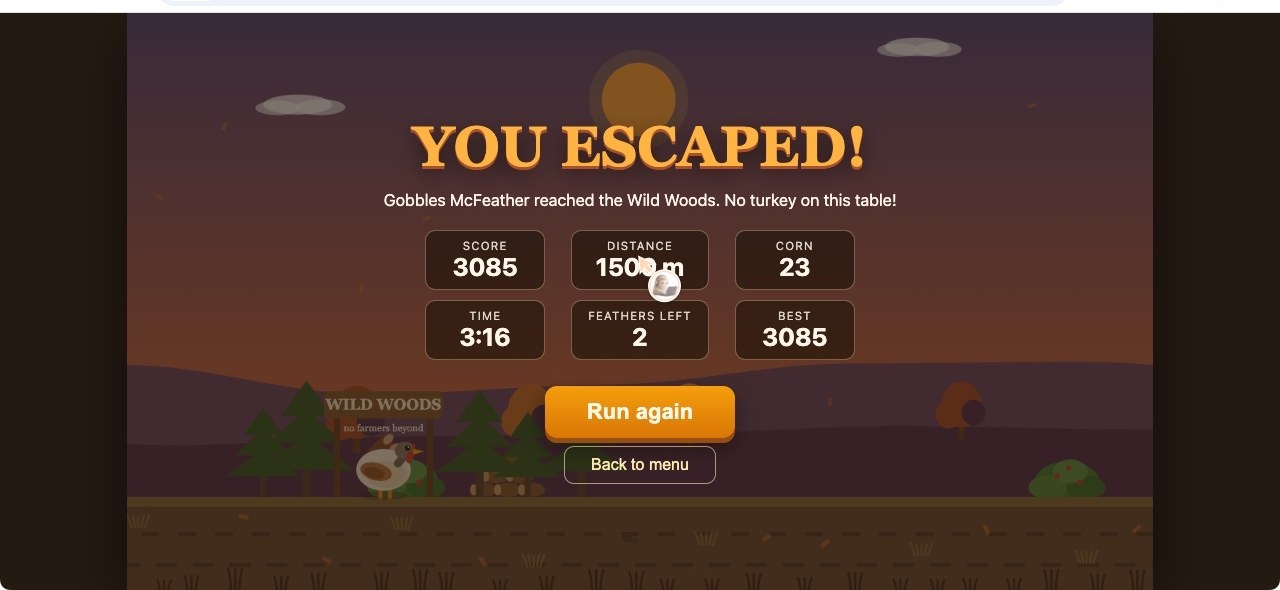 YOU ESCAPED!
Gobbles McFeather reached the Wild Woods. No turkey on this table!
SCORE DISTANCE CORN
3085 1500 m 23
TIME FEATHERS LEFT BEST
3:16 2 3085
Run again
WILD WOODS
no farmers beyond
Back to menu